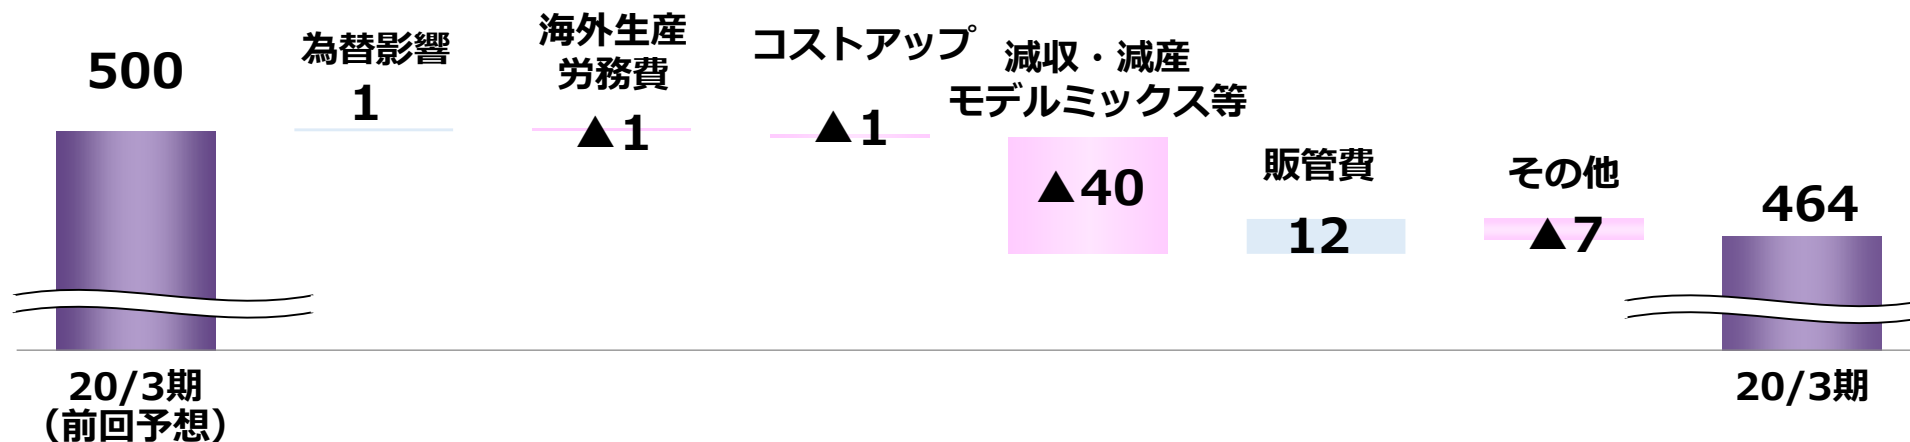 500
為替影響
1
海外生産
労務費
▲1
コストアップ
▲1
減収・減産
モデルミックス等
▲40
販管費
12
その他
▲7
464
20/3期
（前回予想）
20/3期